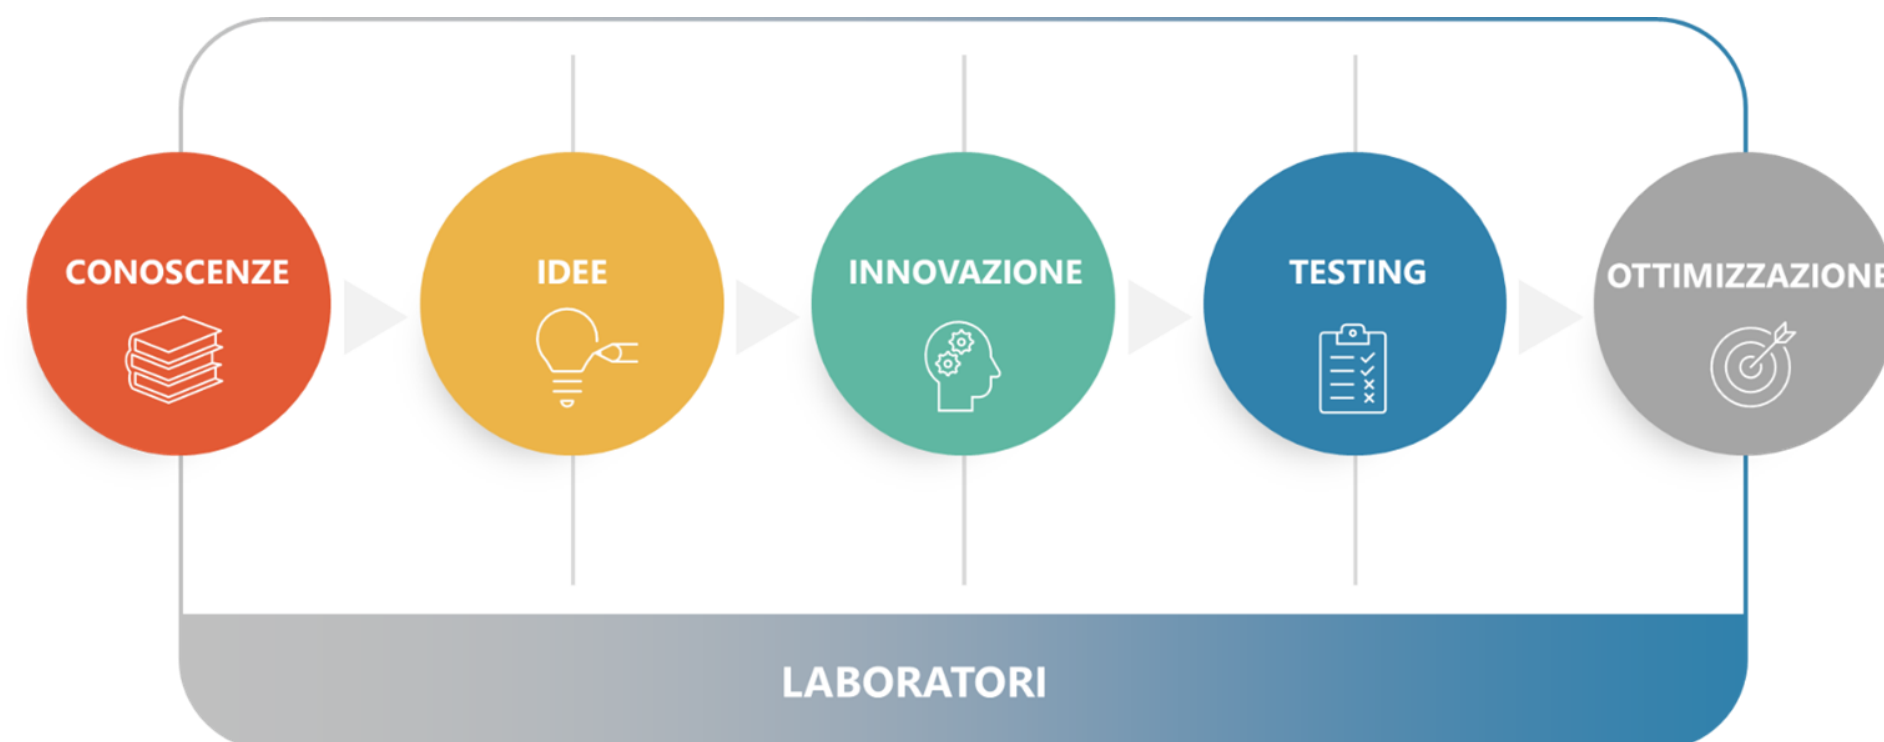 CONOSCENZE
IDEE
INNOVAZIONE
TESTING
OTTIMIZZAZIONE
LABORATORI